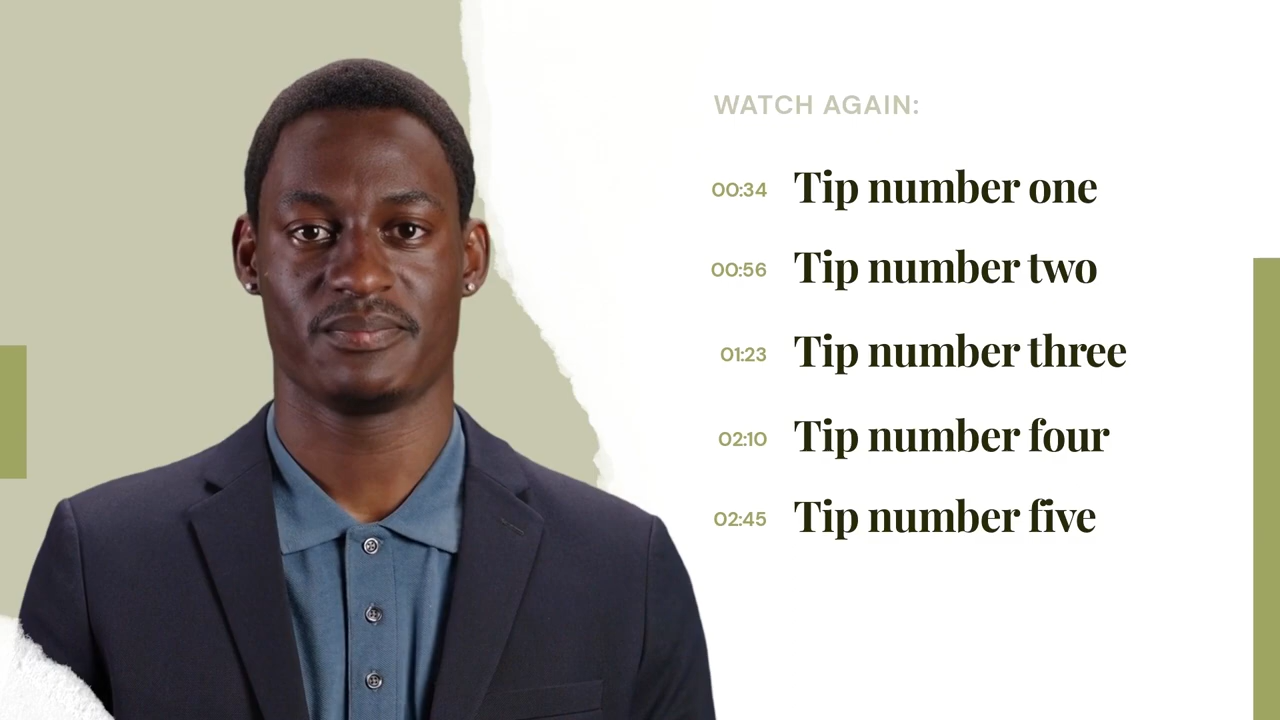 WATCH AGAIN:
00:34 Tip number one
00:56 Tip number two
01:23 Tip number three
02:10 Tip number four
02:45 Tip number five